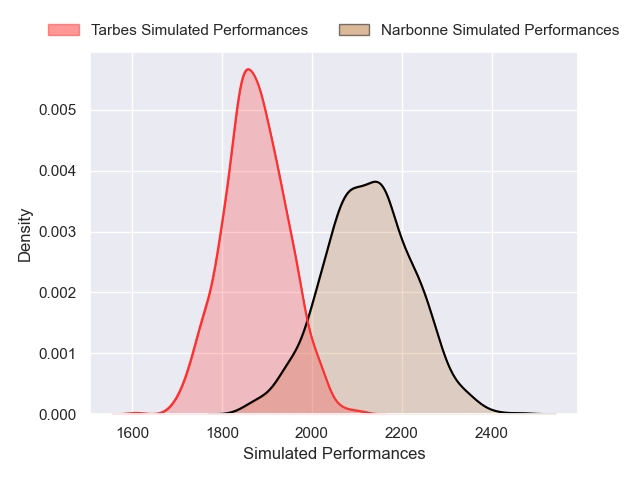 Tarbes Simulated Performances Narbonne Simulated Performances
Density
0.005
0.004
0.003
0.002
0.001
0.000
1600 1800 2000 2200 2400
Simulated Performances